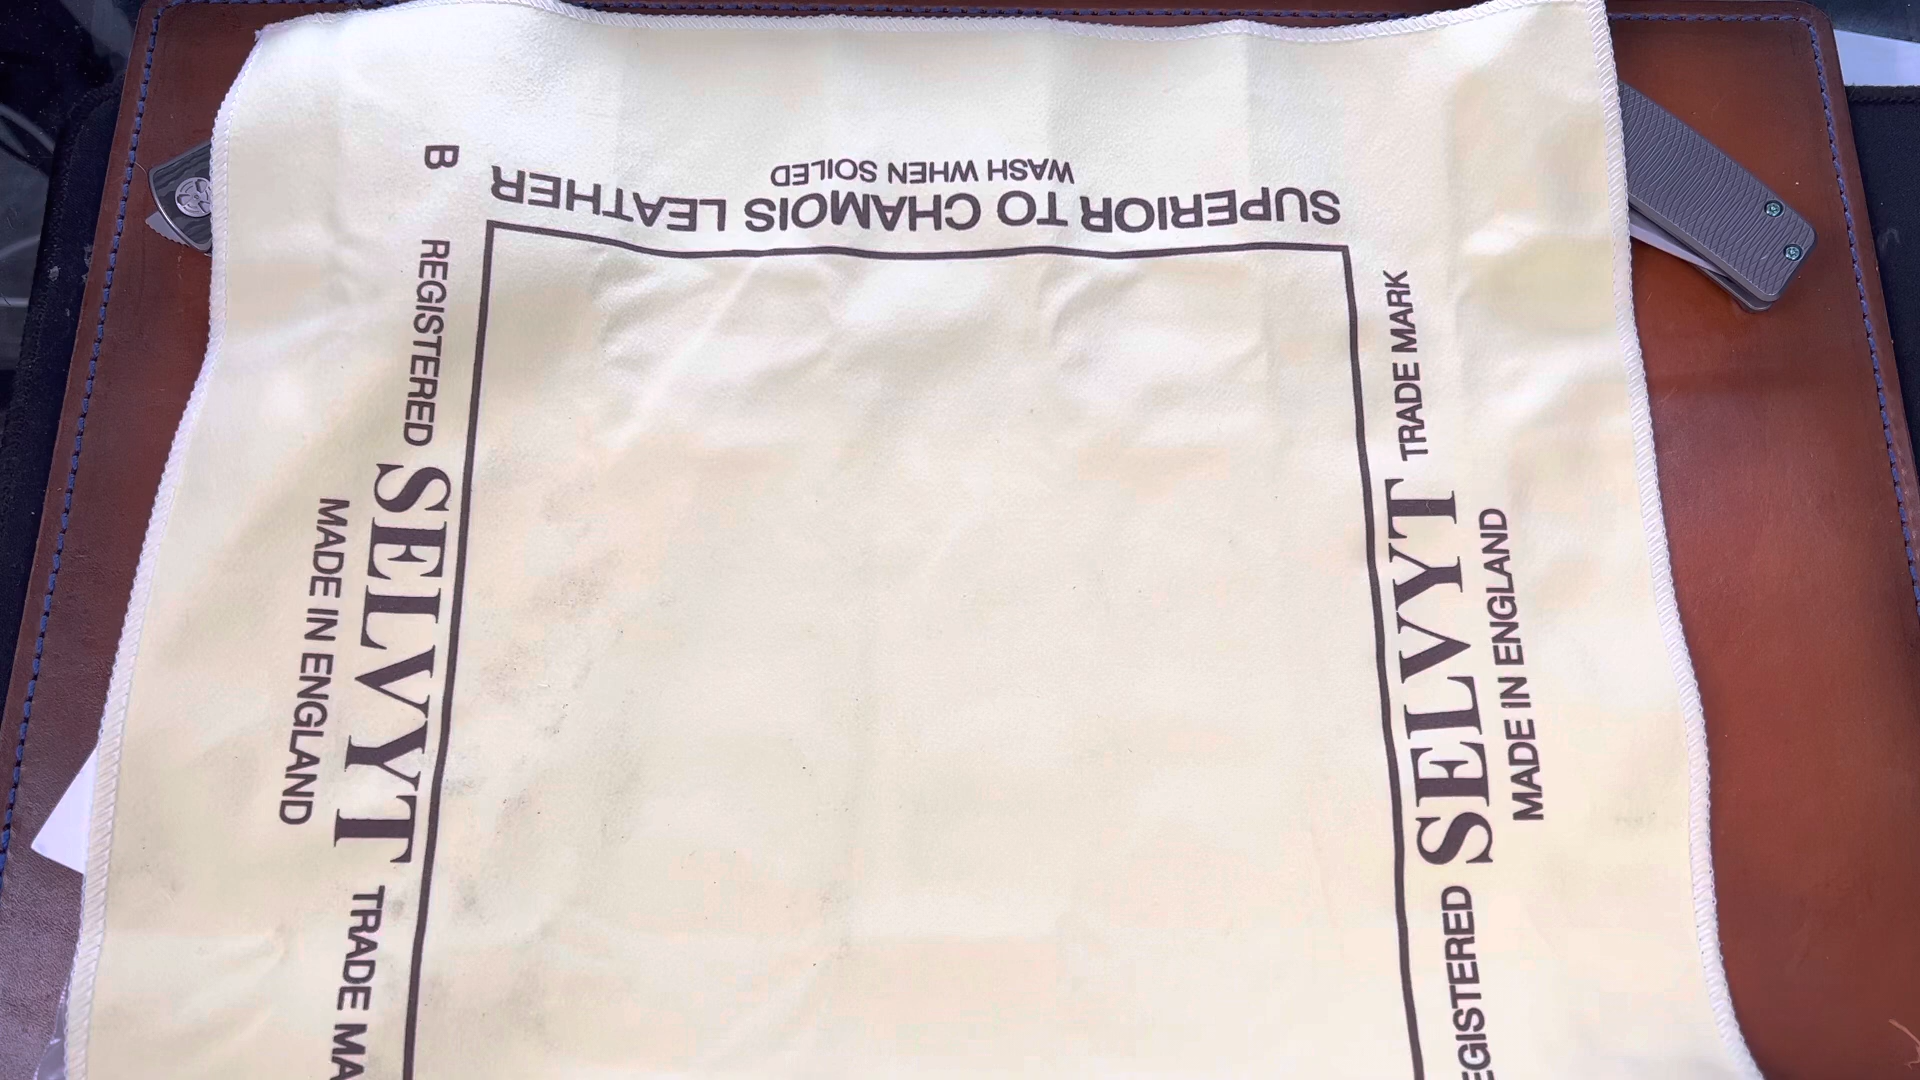 WASH WHEN SOILED
SUPERIOR TO CHAMOIS LEATHER
B
REGISTERED SELVYT TRADE MA
MADE IN ENGLAND
EGISTERED SELVYT TRADE MARK
MADE IN ENGLAND